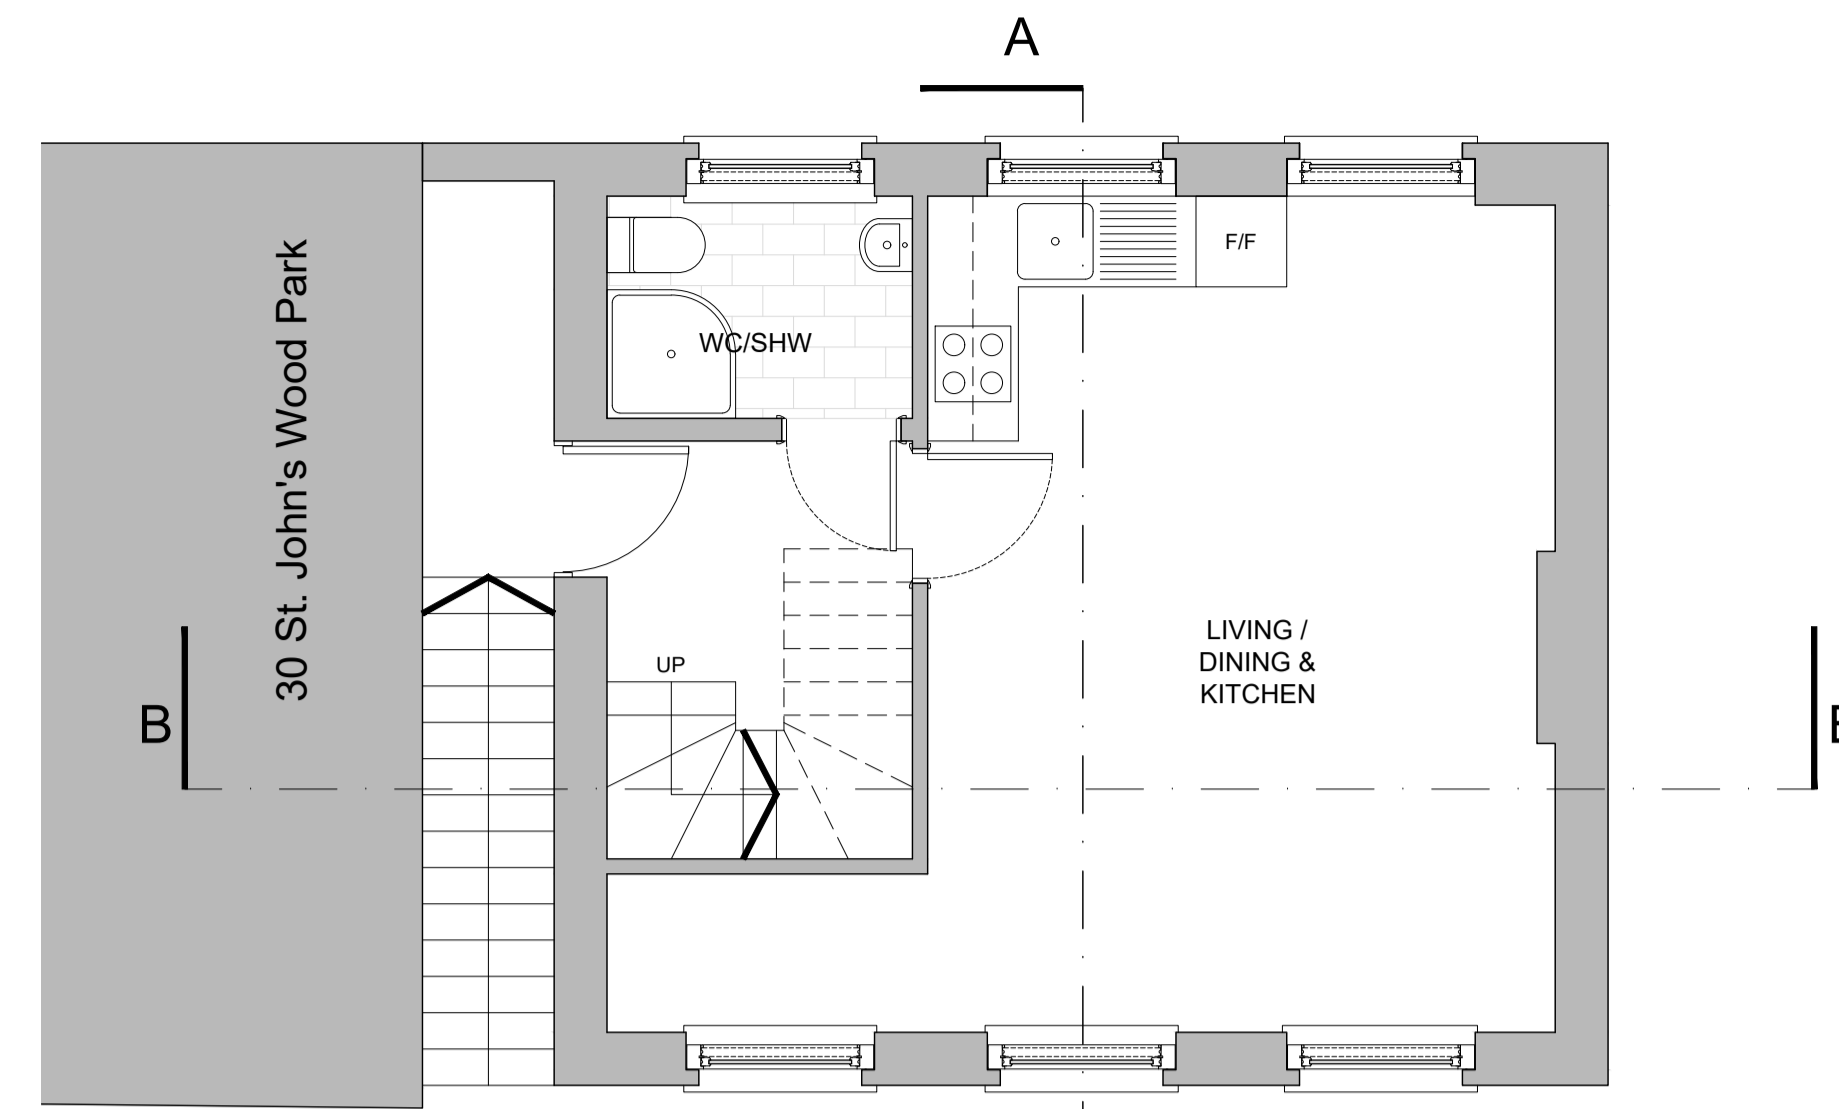 A
30 St. John's Wood Park
F/F
WC/SHW
LIVING /
DINING &
KITCHEN
UP
B